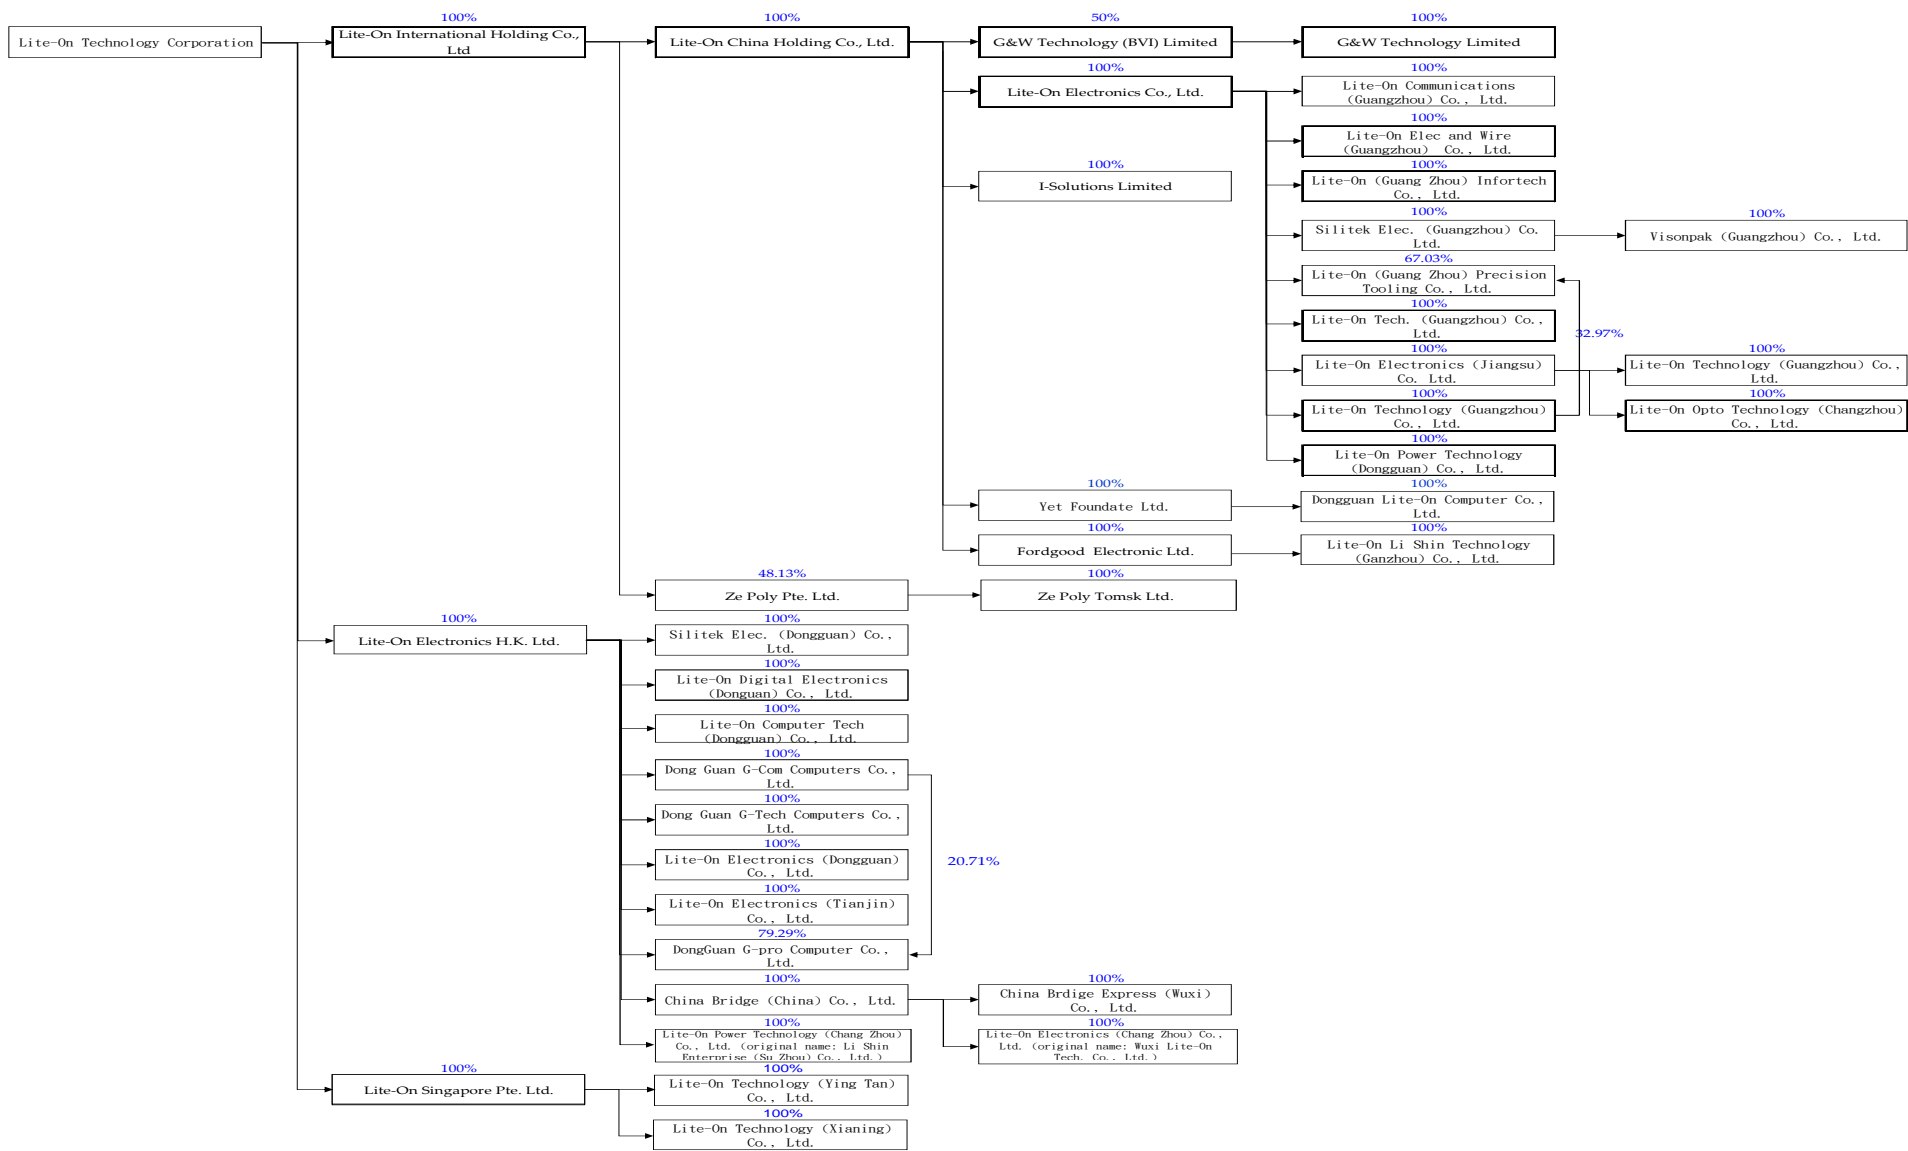 100%
100%
50%
100%
Lite-On Technology Corporation
Lite-On International Holding Co.,
Ltd
Lite-On China Holding Co., Ltd.
G&W Technology (BVI) Limited
G&W Technology Limited
100%
Lite-On Electronics Co., Ltd.
100%
Lite-On Communications
(Guangzhou) Co., Ltd.
100%
Lite-On Elec and Wire
(Guangzhou) Co., Ltd.
100%
I-Solutions Limited
100%
Lite-On (Guang Zhou) Infortech
Co., Ltd.
100%
Silitek Elec. (Guangzhou) Co.
Ltd.
100%
Visonpak (Guangzhou) Co., Ltd.
67.03%
Lite-On (Guang Zhou) Precision
Tooling Co., Ltd.
100%
Lite-On Tech. (Guangzhou) Co.,
Ltd.
32.97%
100%
Lite-On Electronics (Jiangsu)
Co. Ltd.
100%
Lite-On Technology (Guangzhou) Co.,
Ltd.
100%
Lite-On Technology (Guangzhou)
Co., Ltd.
100%
Lite-On Opto Technology (Changzhou)
Co., Ltd.
100%
Lite-On Power Technology
(Dongguan) Co., Ltd.
100%
Yet Foundate Ltd.
100%
Dongguan Lite-On Computer Co.,
Ltd.
100%
Fordgood Electronic Ltd.
100%
Lite-On Li Shin Technology
(Ganzhou) Co., Ltd.
48.13%
Ze Poly Pte. Ltd.
100%
Ze Poly Tomsk Ltd.
100%
Lite-On Electronics H.K. Ltd.
100%
Silitek Elec. (Dongguan) Co.,
Ltd.
100%
Lite-On Digital Electronics
(Donguan) Co., Ltd.
100%
Lite-On Computer Tech
(Dongguan) Co., Ltd.
100%
Dong Guan G-Com Computers Co.,
Ltd.
100%
Dong Guan G-Tech Computers Co.,
Ltd.
100%
Lite-On Electronics (Dongguan)
Co., Ltd.
20.71%
100%
Lite-On Electronics (Tianjin)
Co., Ltd.
79.29%
DongGuan G-pro Computer Co.,
Ltd.
100%
China Bridge (China) Co., Ltd.
100%
China Brdige Express (Wuxi)
Co., Ltd.
100%
Lite-On Power Technology (Chang Zhou)
Co., Ltd. (original name: Li Shin
Enterprise (Su Zhou) Co., Ltd.)
100%
Lite-On Electronics (Chang Zhou) Co.,
Ltd. (original name: Wuxi Lite-On
Tech. Co., Ltd.)
100%
Lite-On Singapore Pte. Ltd.
100%
Lite-On Technology (Ying Tan)
Co., Ltd.
100%
Lite-On Technology (Xianing)
Co., Ltd.